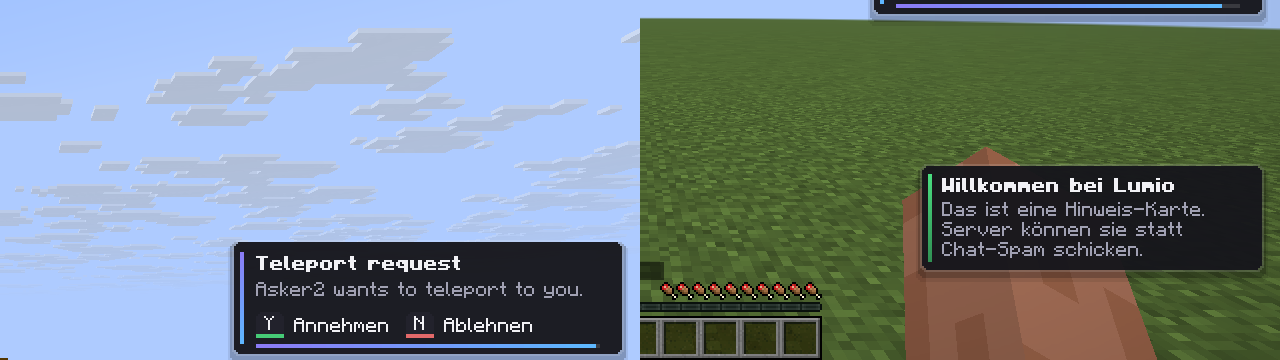 Teleport request
Asker2 wants to teleport to you.
Y Annehmen N Ablehnen
Willkommen bei Lumio
Das ist eine Hinweis-Karte.
Server können sie statt
Chat-Spam schicken.